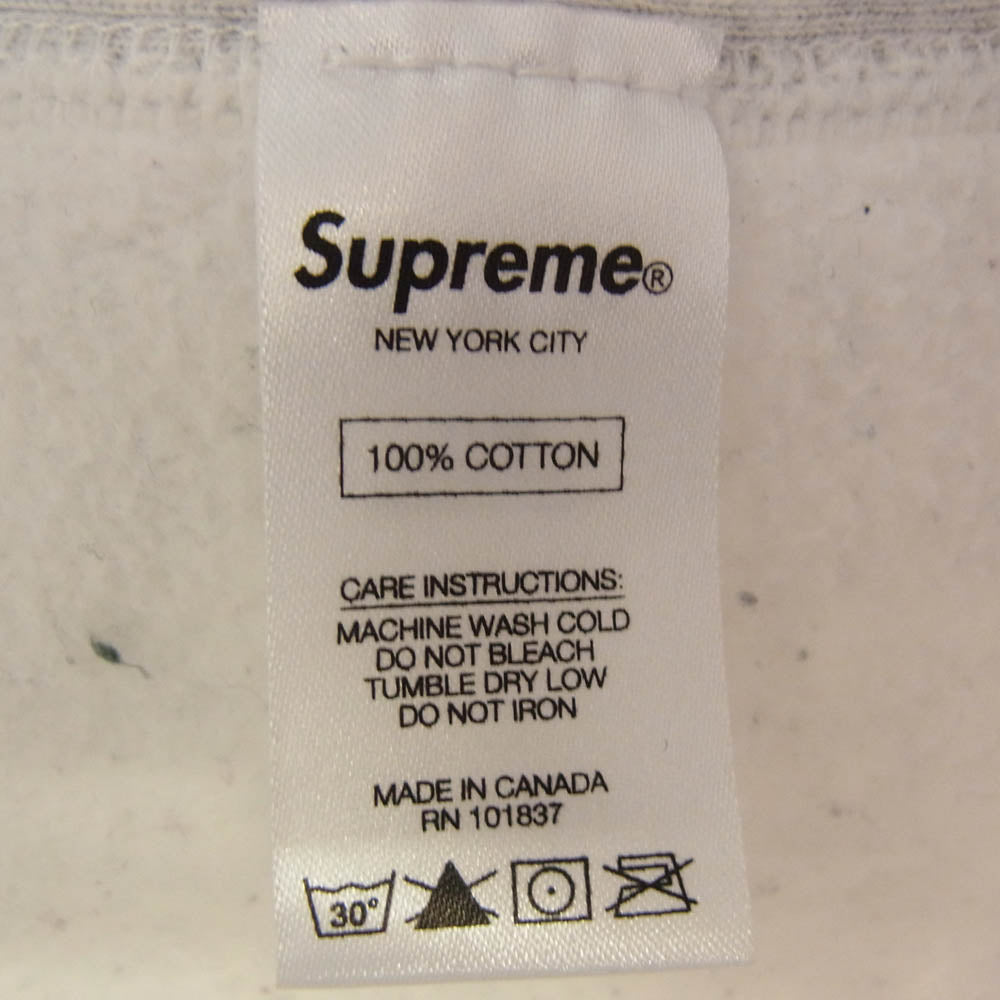 Supreme®
NEW YORK CITY
100% COTTON
CARE INSTRUCTIONS:
MACHINE WASH COLD
DO NOT BLEACH
TUMBLE DRY LOW
DO NOT IRON
MADE IN CANADA
RN 101837
30°